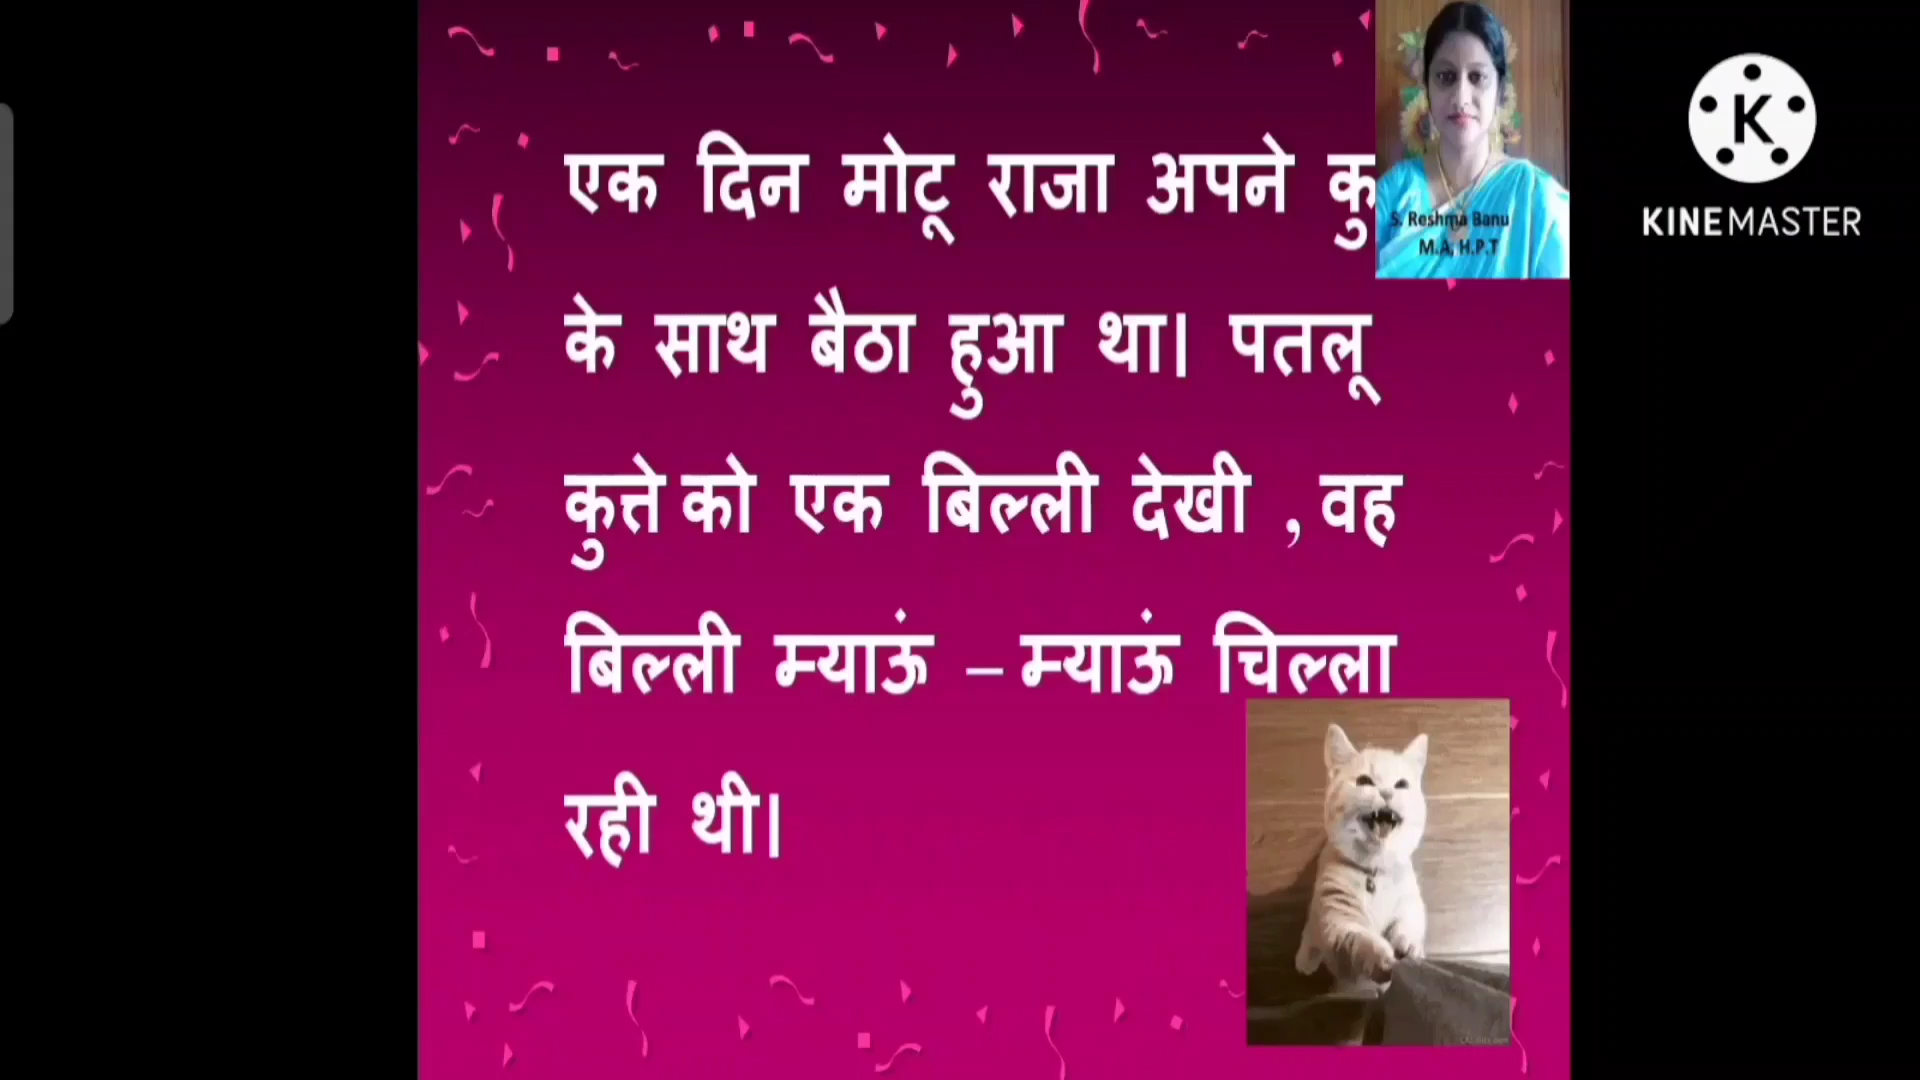 एक दिन मोटू राजा अपने
के साथ बैठा हुआ था।  पतलू
कुत्ते को एक बिल्ली देखी , वह
बिल्ली म्याऊं – म्याऊं चिल्ला
रही थी।
S. Reshma Banu
M.A, H.P.T
K
KINEMASTER